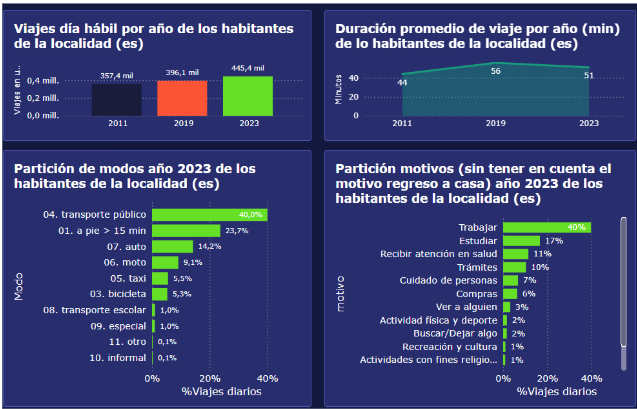 Viajes día hábil por año de los habitantes
de la localidad (es)
Viajes en u..
0,4 mill.
0,2 mill.
0,0 mill.
357,4 mil
396,1 mil
445,4 mil
2011
2019
2023
Duración promedio de viaje por año (min)
de lo habitantes de la localidad (es)
Minutos
40
20
0
44
56
51
2011
2019
2023
Partición de modos año 2023 de los
habitantes de la localidad (es)
Modo
04. transporte público 40,0%
01. a pie > 15 min 23,7%
07. auto 14,2%
06. moto 9,1%
05. taxi 5,5%
03. bicicleta 5,3%
08. transporte escolar 1,0%
09. especial 1,0%
11. otro 0,1%
10. informal 0,1%
0% 20% 40%
%Viajes diarios
Partición motivos (sin tener en cuenta el
motivo regreso a casa) año 2023 de los
habitantes de la localidad (es)
motivo
Trabajar 40%
Estudiar 17%
Recibir atención en salud 11%
Trámites 10%
Cuidado de personas 7%
Compras 6%
Ver a alguien 3%
Actividad física y deporte 2%
Buscar/Dejar algo 2%
Recreación y cultura 1%
Actividades con fines religio... 1%
0% 20% 40%
%Viajes diarios